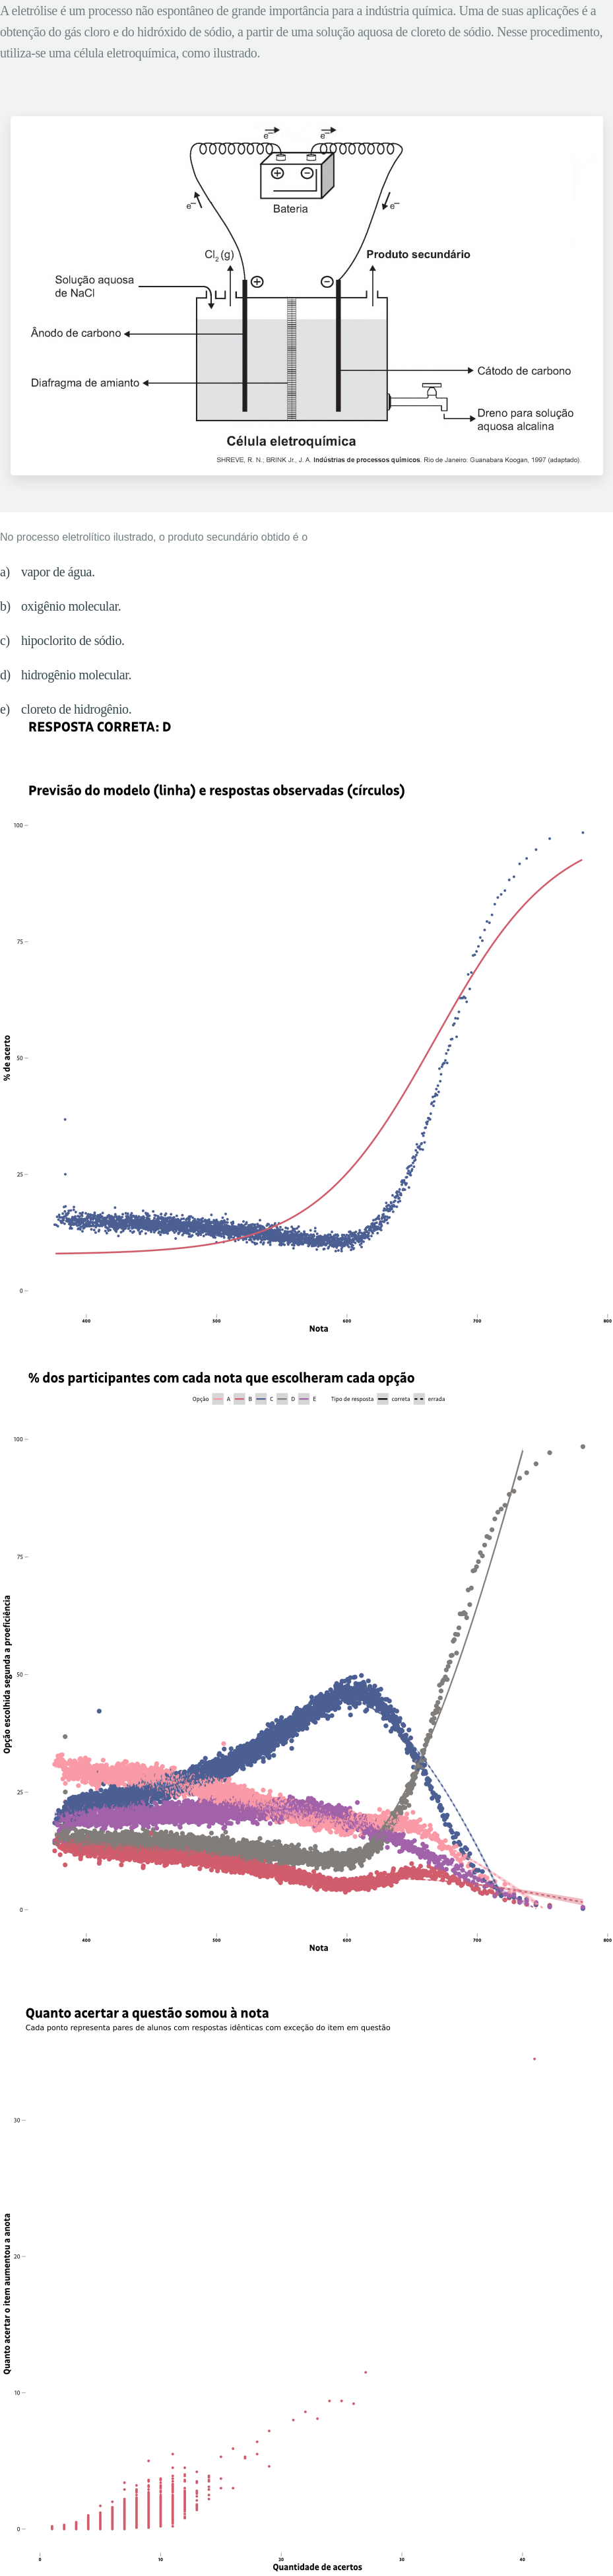 A eletrólise é um processo não espontâneo de grande importância para a indústria química. Uma de suas aplicações é a
obtenção do gás cloro e do hidróxido de sódio, a partir de uma solução aquosa de cloreto de sódio. Nesse procedimento,
utiliza-se uma célula eletroquímica, como ilustrado.
e⁻ e⁻
+ −
Bateria
e⁻ e⁻
Cl₂ (g) Produto secundário
Solução aquosa
de NaCl
+ −
Ânodo de carbono
Cátodo de carbono
Diafragma de amianto
Dreno para solução
aquosa alcalina
Célula eletroquímica
SHREVE, R. N.; BRINK Jr., J. A. Indústrias de processos químicos. Rio de Janeiro: Guanabara Koogan, 1997 (adaptado).
No processo eletrolítico ilustrado, o produto secundário obtido é o
a) vapor de água.
b) oxigênio molecular.
c) hipoclorito de sódio.
d) hidrogênio molecular.
e) cloreto de hidrogênio.
RESPOSTA CORRETA: D
Previsão do modelo (linha) e respostas observadas (círculos)
100
75
% de acerto
50
25
0
400 500 600 700 800
Nota
% dos participantes com cada nota que escolheram cada opção
Opção A B C D E Tipo de resposta correta errada
100
75
Opção escolhida segunda a proeficiência
50
25
0
400 500 600 700 800
Nota
Quanto acertar a questão somou à nota
Cada ponto representa pares de alunos com respostas idênticas com exceção do item em questão
30
Quanto acertar o item aumentou a anota
20
10
0
0 10 20 30 40
Quantidade de acertos